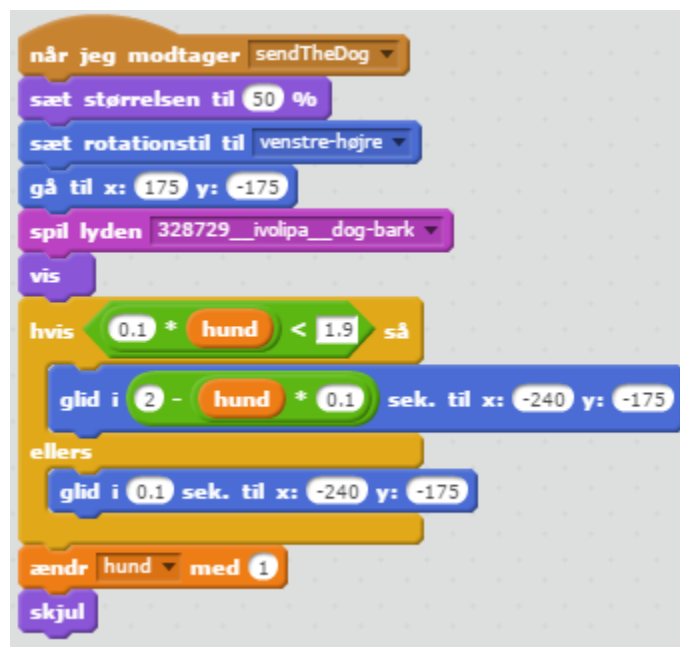 når jeg modtager sendTheDog
sæt størrelsen til 50 %
sæt rotationstil til venstre-højre
gå til x: 175 y: -175
spil lyden 328729__ivolipa__dog-bark
vis
hvis 0.1 * hund < 1.9 så
glid i 2 - hund * 0.1 sek. til x: -240 y: -175
ellers
glid i 0.1 sek. til x: -240 y: -175
ændr hund med 1
skjul